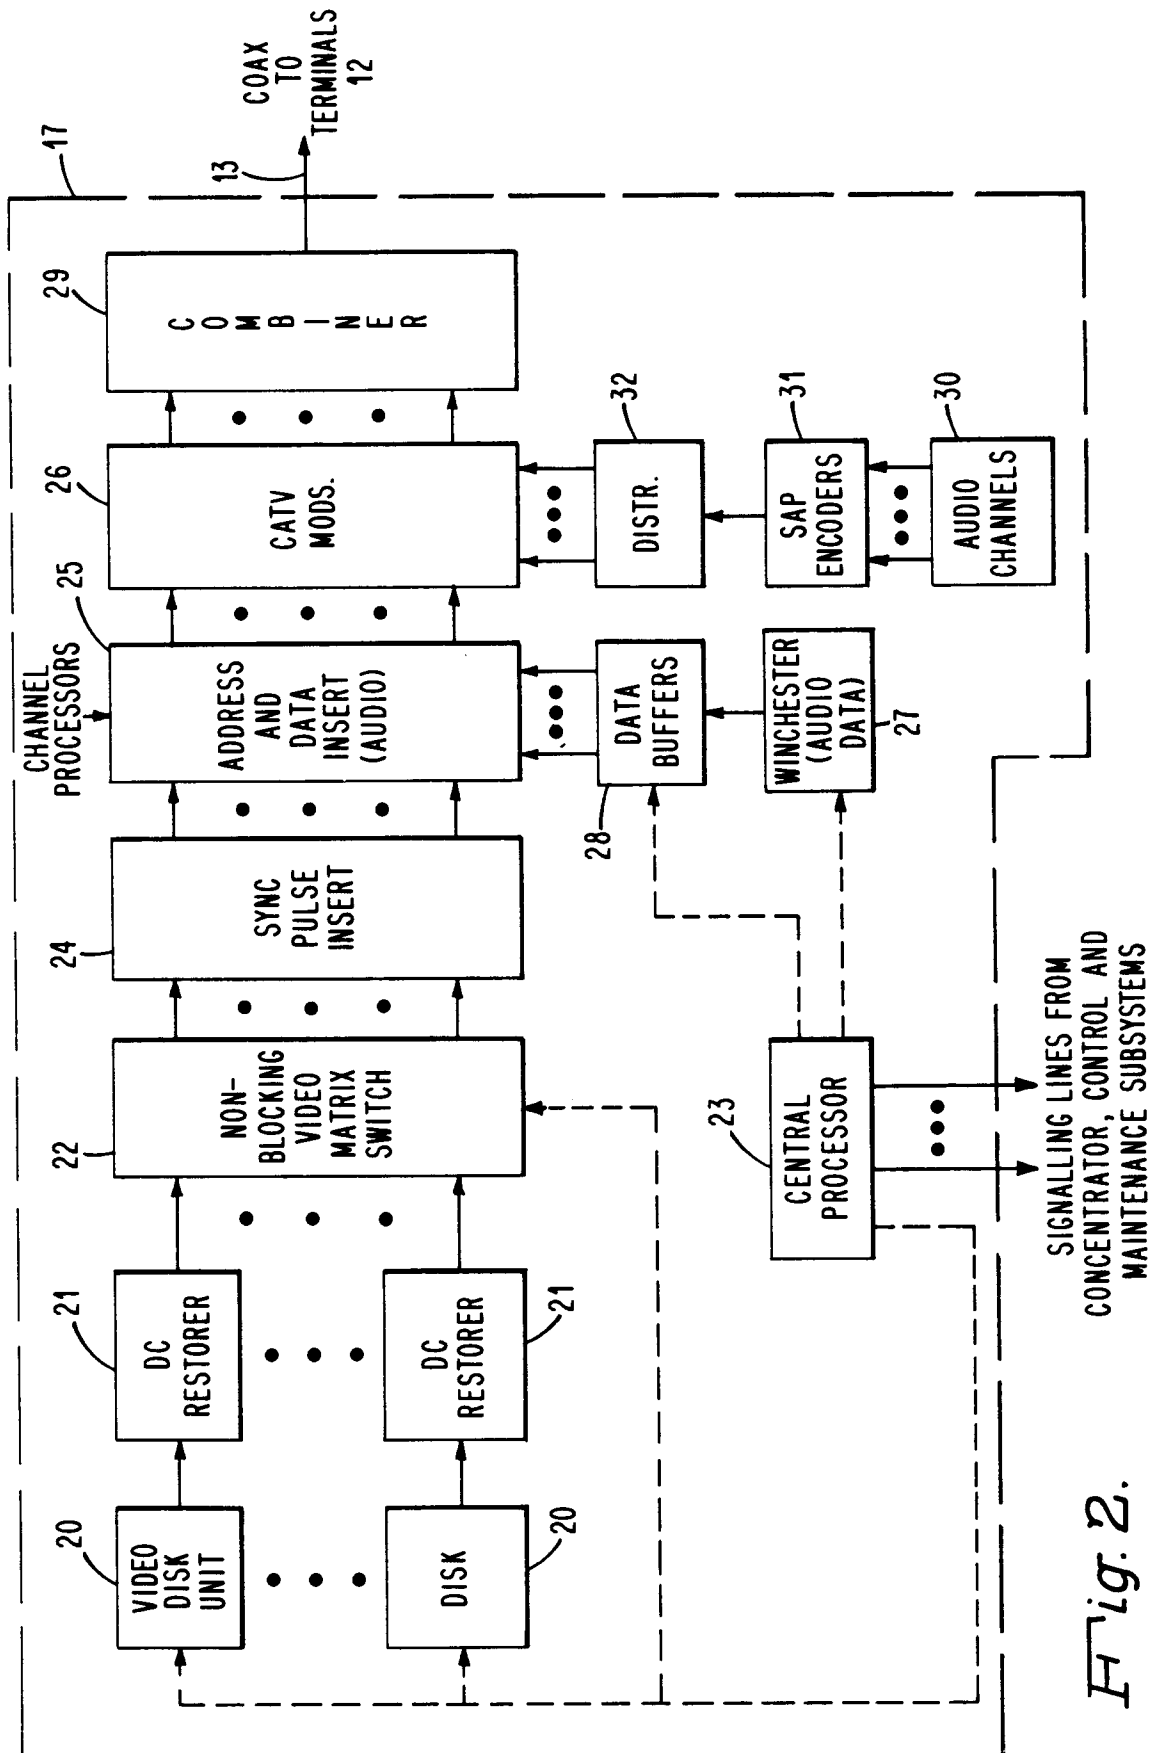 COAX
TO
TERMINALS
12
13
17
29
COMBINER
26
CATV
MODS.
CHANNEL
PROCESSORS
25
ADDRESS
AND
DATA
INSERT
(AUDIO)
24
SYNC
PULSE
INSERT
22
NON-
BLOCKING
VIDEO
MATRIX
SWITCH
21
DC
RESTORER
21
DC
RESTORER
20
VIDEO
DISK
UNIT
20
DISK
32
DISTR.
31
SAP
ENCODERS
30
AUDIO
CHANNELS
28
DATA
BUFFERS
27
WINCHESTER
(AUDIO
DATA)
23
CENTRAL
PROCESSOR
SIGNALLING LINES FROM
CONCENTRATOR, CONTROL AND
MAINTENANCE SUBSYSTEMS
Fig. 2.